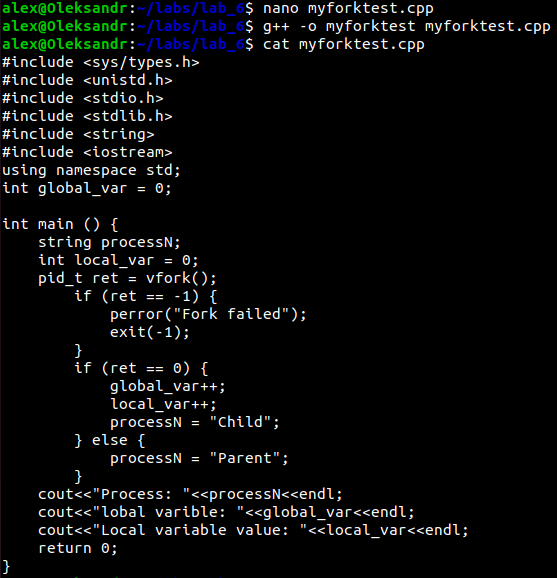 alex@Oleksandr:~/labs/lab_6$ nano myforktest.cpp
alex@Oleksandr:~/labs/lab_6$ g++ -o myforktest myforktest.cpp
alex@Oleksandr:~/labs/lab_6$ cat myforktest.cpp
#include <sys/types.h>
#include <unistd.h>
#include <stdio.h>
#include <stdlib.h>
#include <string>
#include <iostream>
using namespace std;
int global_var = 0;

int main () {
    string processN;
    int local_var = 0;
    pid_t ret = vfork();
        if (ret == -1) {
            perror("Fork failed");
            exit(-1);
        }
        if (ret == 0) {
            global_var++;
            local_var++;
            processN = "Child";
        } else {
            processN = "Parent";
        }
    cout<<"Process: "<<processN<<endl;
    cout<<"lobal varible: "<<global_var<<endl;
    cout<<"Local variable value: "<<local_var<<endl;
    return 0;
}